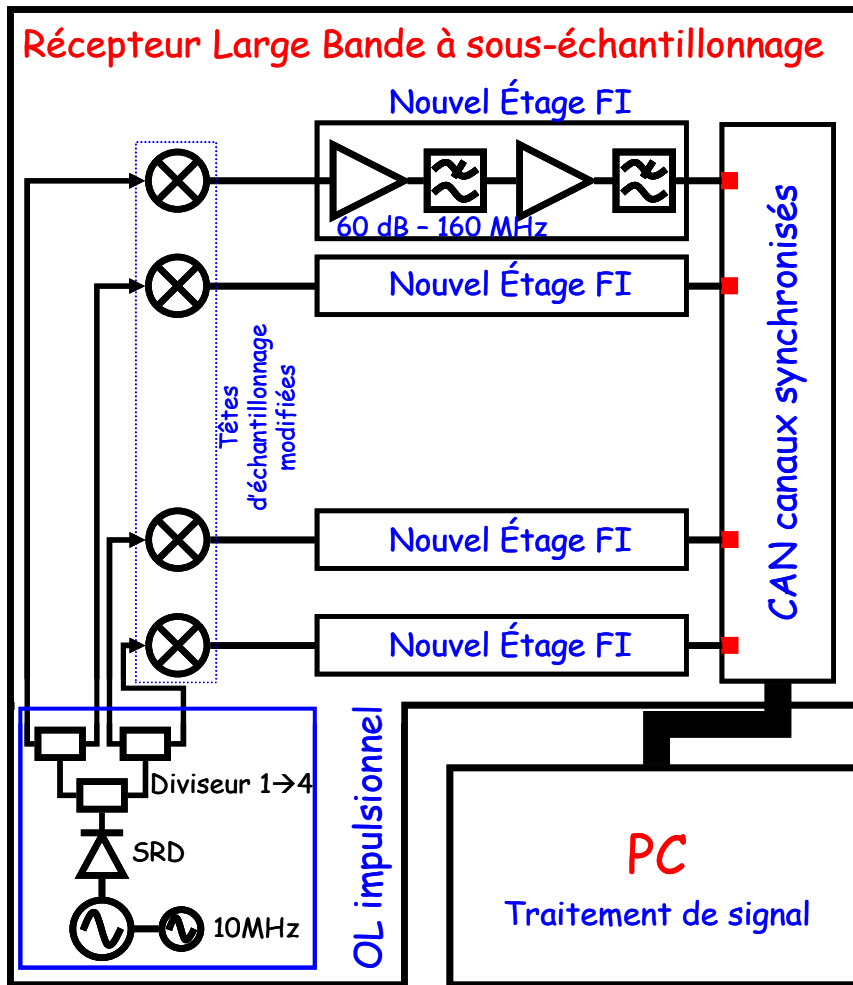 Récepteur Large Bande à sous-échantillonnage
Nouvel Étage FI
60 dB – 160 MHz
Nouvel Étage FI
Têtes
d'échantillonnage
modifiées
Nouvel Étage FI
Nouvel Étage FI
CAN canaux synchronisés
Diviseur 1→4
SRD
10MHz
OL impulsionnel
PC
Traitement de signal